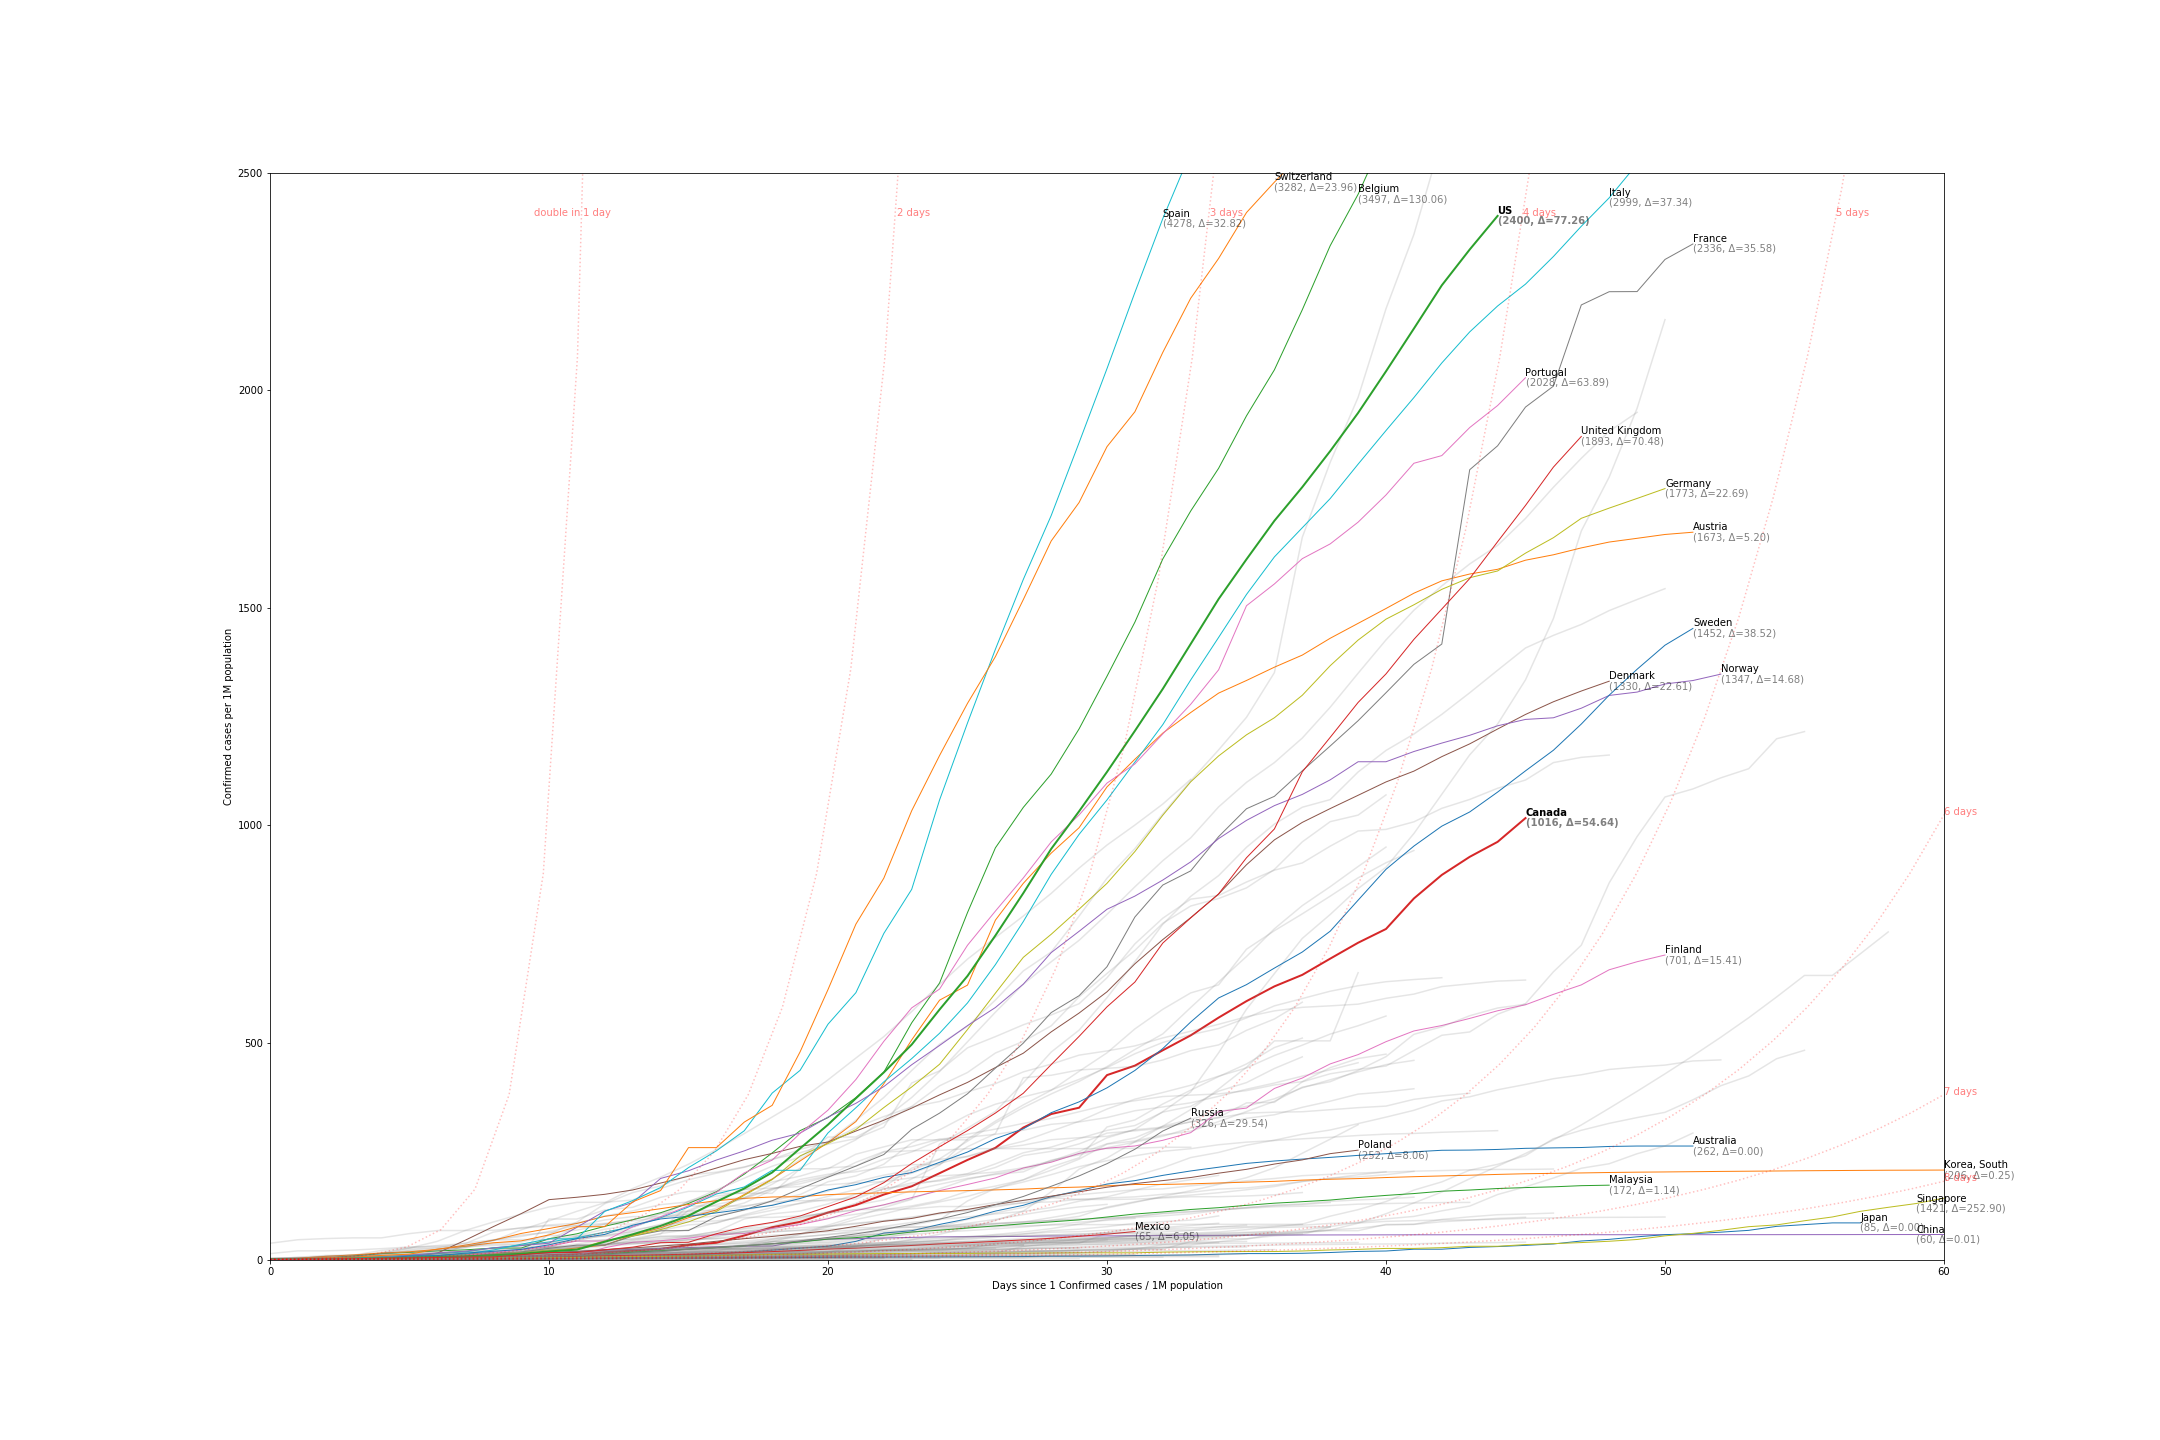 2500
Switzerland
(3282, Δ=23.96)
Belgium
(3497, Δ=130.06)
Italy
(2999, Δ=37.34)
double in 1 day
2 days
Spain
(4278, Δ=32.82)
3 days
US
(2400, Δ=77.26)
4 days
5 days
France
(2336, Δ=35.58)
2000
Portugal
(2028, Δ=63.89)
United Kingdom
(1893, Δ=70.48)
Germany
(1773, Δ=22.69)
Austria
(1673, Δ=5.20)
1500
Sweden
(1452, Δ=38.52)
Norway
(1347, Δ=14.68)
Denmark
(1330, Δ=22.61)
Confirmed cases per 1M population
1000
Canada
(1016, Δ=54.64)
6 days
Finland
(701, Δ=15.41)
500
7 days
Russia
(326, Δ=29.54)
Poland
(252, Δ=8.06)
Australia
(262, Δ=0.00)
Korea, South
(206, Δ=0.25)
days
Malaysia
(172, Δ=1.14)
Singapore
(1421, Δ=252.90)
Japan
(85, Δ=0.00)
Mexico
(65, Δ=6.05)
China
(60, Δ=0.01)
0
0
10
20
30
40
50
60
Days since 1 Confirmed cases / 1M population